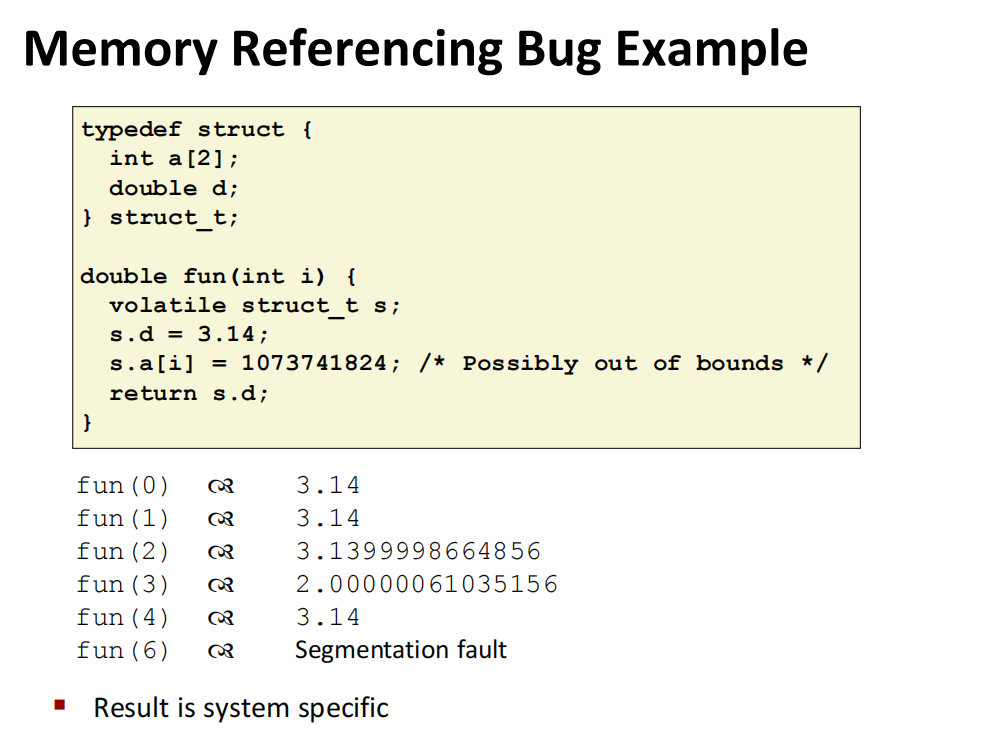 Memory Referencing Bug Example
typedef struct {
  int a[2];
  double d;
} struct_t;
double fun(int i) {
  volatile struct_t s;
  s.d = 3.14;
  s.a[i] = 1073741824; /* Possibly out of bounds */
  return s.d;
}
fun(0) ☙ 3.14
fun(1) ☙ 3.14
fun(2) ☙ 3.1399998664856
fun(3) ☙ 2.00000061035156
fun(4) ☙ 3.14
fun(6) ☙ Segmentation fault
▪ Result is system specific